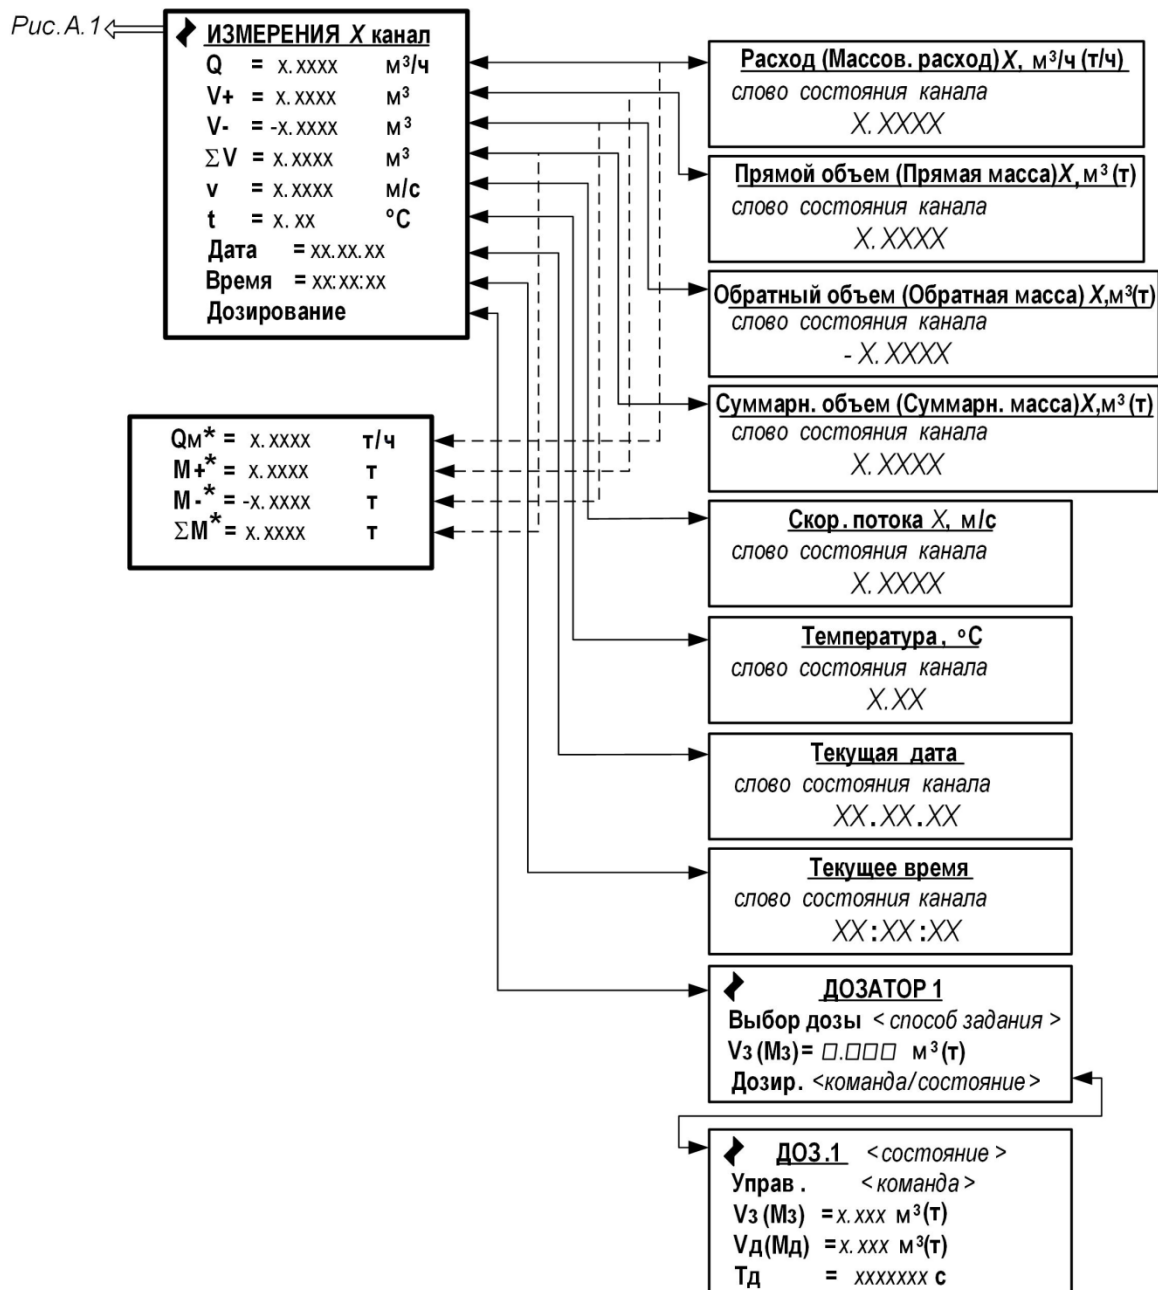 Рис.А.1
ИЗМЕРЕНИЯ X канал
Q = x.xxxx м³/ч
V+ = x.xxxx м³
V- = -x.xxxx м³
ΣV = x.xxxx м³
v = x.xxxx м/с
t = x.xx °C
Дата = xx.xx.xx
Время = xx:xx:xx
Дозирование
Qм* = x.xxxx т/ч
M+* = x.xxxx т
M-* = -x.xxxx т
ΣM* = x.xxxx т
Расход (Массов. расход) X, м³/ч (т/ч)
слово состояния канала
X.XXXX
Прямой объем (Прямая масса) X, м³ (т)
слово состояния канала
X.XXXX
Обратный объем (Обратная масса) X,м³(т)
слово состояния канала
-X.XXXX
Суммарн. объем (Суммарн. масса) X,м³ (т)
слово состояния канала
X.XXXX
Скор. потока X, м/с
слово состояния канала
X.XXXX
Температура, °C
слово состояния канала
X.XX
Текущая дата
слово состояния канала
XX.XX.XX
Текущее время
слово состояния канала
XX:XX:XX
ДОЗАТОР 1
Выбор дозы <способ задания>
Vз (Мз) = □.□□□ м³(т)
Дозир. <команда/состояние>
ДОЗ.1 <состояние>
Управ. <команда>
Vз (Мз) = x.xxx м³(т)
Vд(Мд) = x.xxx м³(т)
Tд = xxxxxxx с